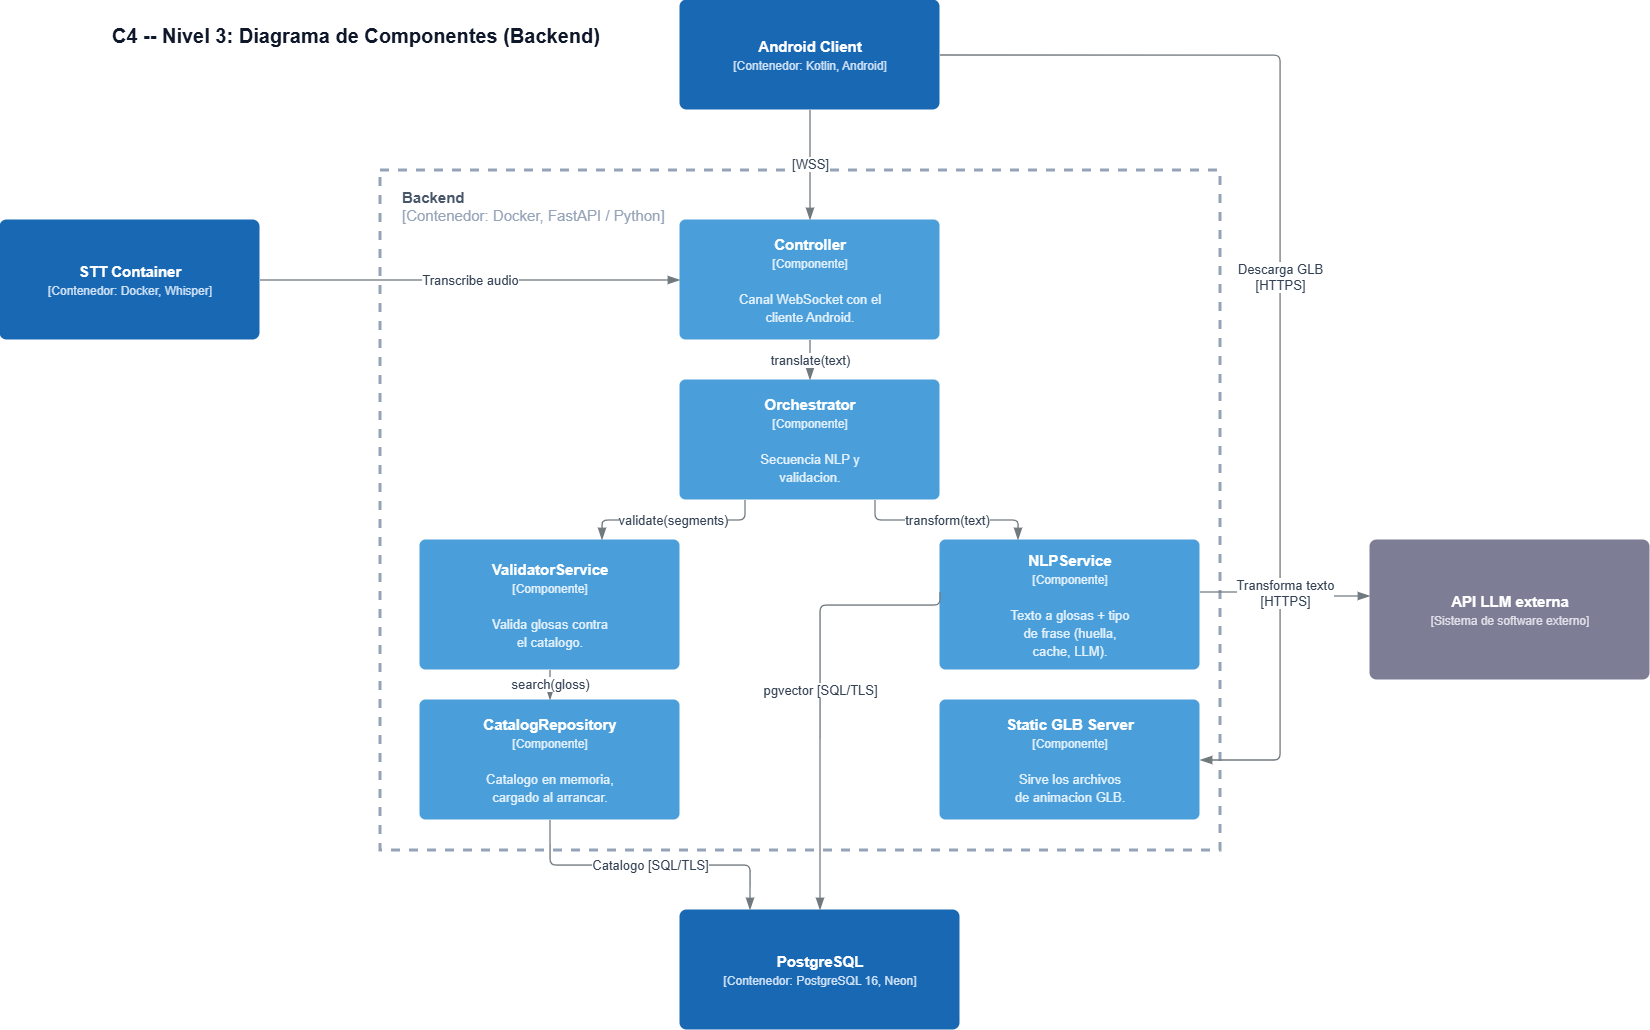 C4 -- Nivel 3: Diagrama de Componentes (Backend)
Android Client
[Contenedor: Kotlin, Android]
[WSS]
Backend
[Contenedor: Docker, FastAPI / Python]
STT Container
[Contenedor: Docker, Whisper]
Transcribe audio
Controller
[Componente]
Canal WebSocket con el
cliente Android.
Descarga GLB
[HTTPS]
translate(text)
Orchestrator
[Componente]
Secuencia NLP y
validacion.
validate(segments)
transform(text)
ValidatorService
[Componente]
Valida glosas contra
el catalogo.
NLPService
[Componente]
Texto a glosas + tipo
de frase (huella,
cache, LLM).
Transforma texto
[HTTPS]
API LLM externa
[Sistema de software externo]
search(gloss)
pgvector [SQL/TLS]
CatalogRepository
[Componente]
Catalogo en memoria,
cargado al arrancar.
Static GLB Server
[Componente]
Sirve los archivos
de animacion GLB.
Catalogo [SQL/TLS]
PostgreSQL
[Contenedor: PostgreSQL 16, Neon]